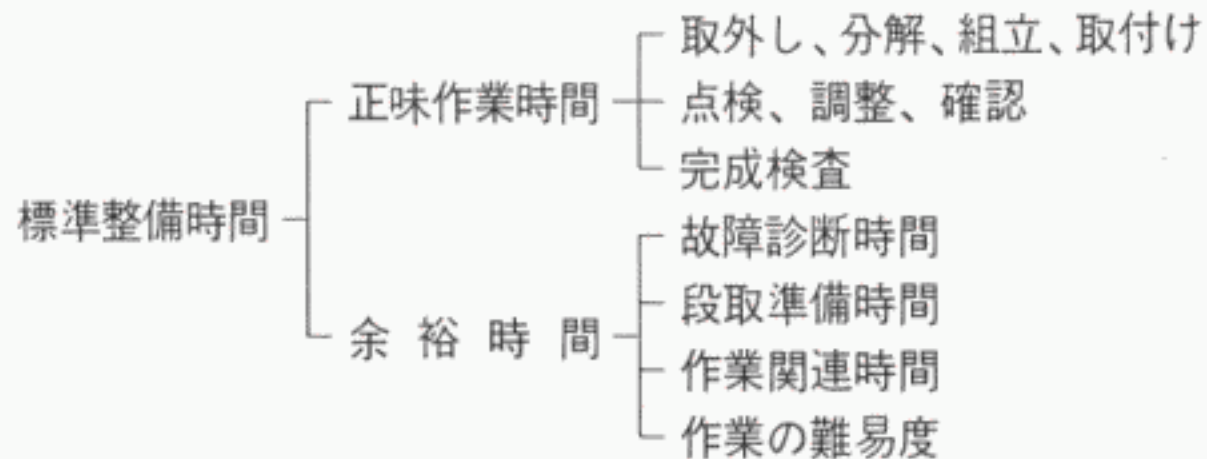 標準整備時間
正味作業時間
取外し、分解、組立、取付け
点検、調整、確認
完成検査
余裕時間
故障診断時間
段取準備時間
作業関連時間
作業の難易度